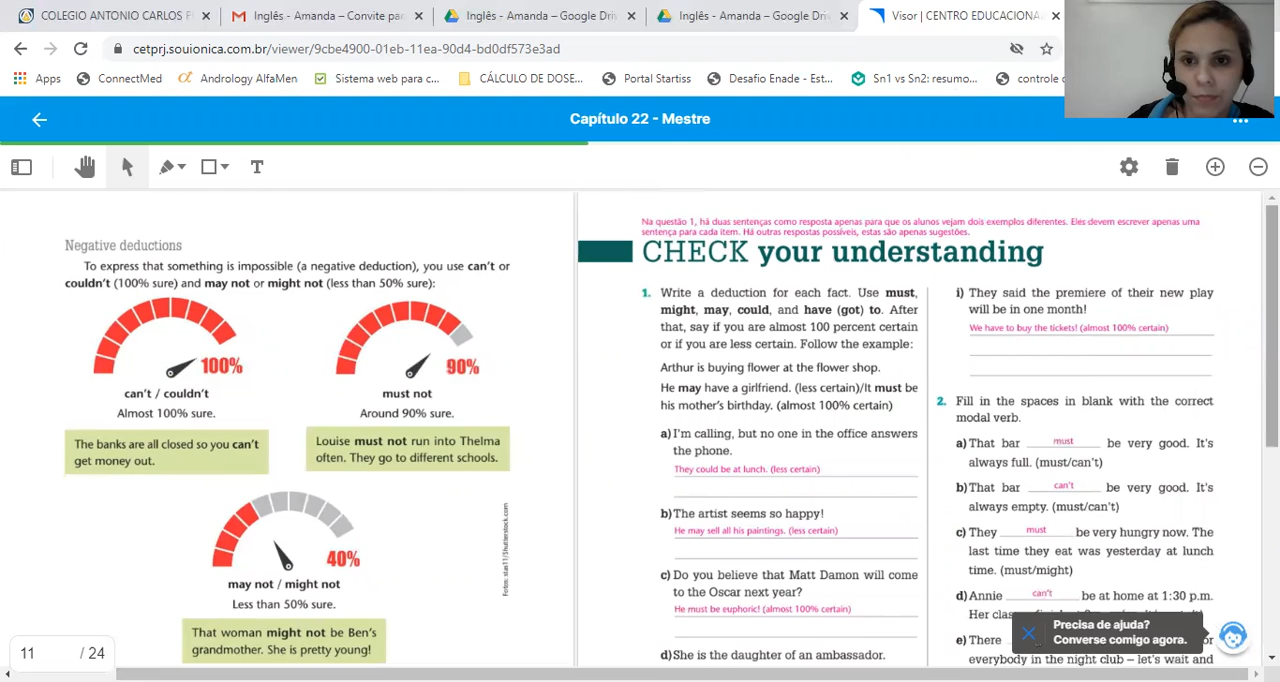 COLEGIO ANTONIO CARLOS
Inglês - Amanda – Convite par
Inglês - Amanda – Google Driv
Inglês - Amanda – Google Driv
Visor | CENTRO EDUCACIONA
cetprj.souionica.com.br/viewer/9cbe4900-01eb-11ea-90d4-bd0df573e3ad
Apps
ConnectMed
Andrology AlfaMen
Sistema web para c...
CÁLCULO DE DOSE...
Portal Startiss
Desafio Enade - Est...
Sn1 vs Sn2: resumo...
controle
Capítulo 22 - Mestre
Negative deductions
To express that something is impossible (a negative deduction), you use can't or
couldn't (100% sure) and may not or might not (less than 50% sure):
100%
can't / couldn't
Almost 100% sure.
The banks are all closed so you can't
get money out.
90%
must not
Around 90% sure.
Louise must not run into Thelma
often. They go to different schools.
40%
may not / might not
Less than 50% sure.
That woman might not be Ben's
grandmother. She is pretty young!
Fotos: stas11/Shutterstock.com
11 / 24
Na questão 1, há duas sentenças como resposta apenas para que os alunos vejam dois exemplos diferentes. Eles devem escrever apenas uma
sentença para cada item. Há outras respostas possíveis, estas são apenas sugestões.
CHECK your understanding
1. Write a deduction for each fact. Use must,
might, may, could, and have (got) to. After
that, say if you are almost 100 percent certain
or if you are less certain. Follow the example:
Arthur is buying flower at the flower shop.
He may have a girlfriend. (less certain)/It must be
his mother's birthday. (almost 100% certain)
a) I'm calling, but no one in the office answers
the phone.
They could be at lunch. (less certain)
b) The artist seems so happy!
He may sell all his paintings. (less certain)
c) Do you believe that Matt Damon will come
to the Oscar next year?
He must be euphoric! (almost 100% certain)
d) She is the daughter of an ambassador.
i) They said the premiere of their new play
will be in one month!
We have to buy the tickets! (almost 100% certain)
2. Fill in the spaces in blank with the correct
modal verb.
a) That bar must be very good. It's
always full. (must/can't)
b) That bar can't be very good. It's
always empty. (must/can't)
c) They must be very hungry now. The
last time they eat was yesterday at lunch
time. (must/might)
d) Annie can't be at home at 1:30 p.m.
Her
e) There
everybody in the night club – let's wait and
Precisa de ajuda?
Converse comigo agora.